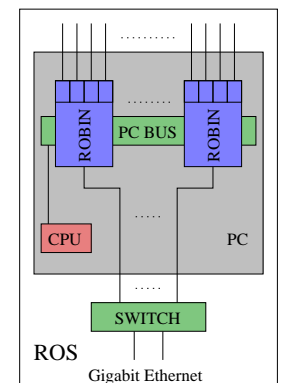 ROBIN
PC BUS
ROBIN
CPU
PC
SWITCH
ROS
Gigabit Ethernet